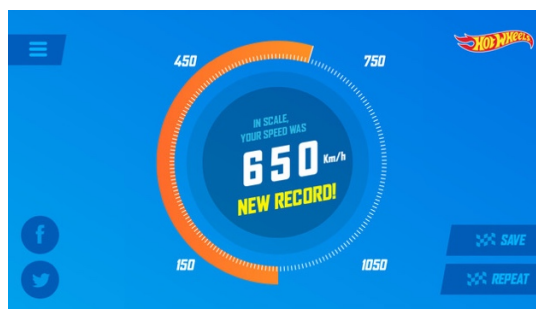 450
750
HOT WHEELS
IN SCALE,
YOUR SPEED WAS
650 Km/h
NEW RECORD!
f
150
1050
SAVE
REPEAT